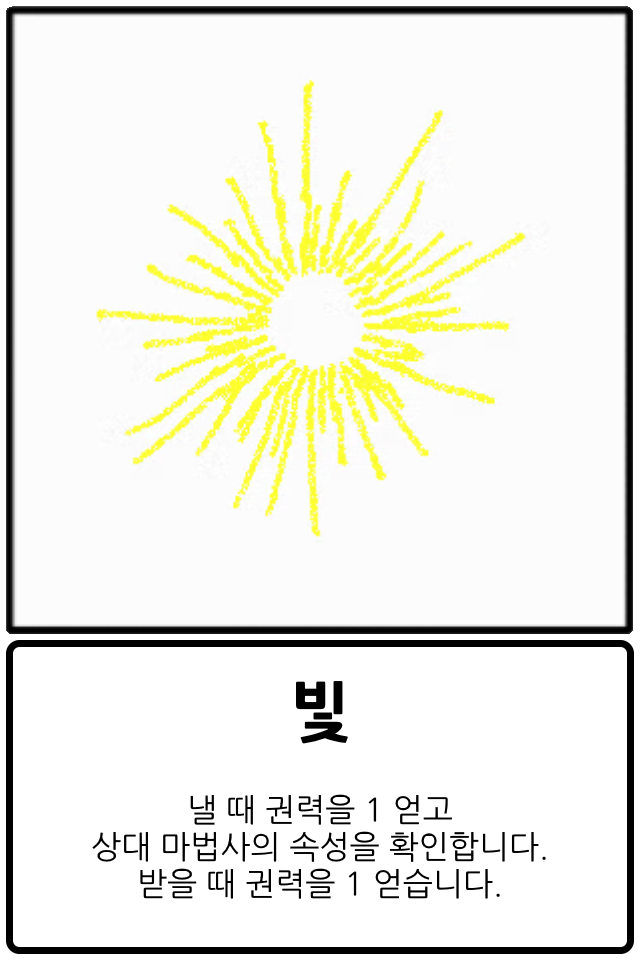 빛
낼 때 권력을 1 얻고
상대 마법사의 속성을 확인합니다.
받을 때 권력을 1 얻습니다.